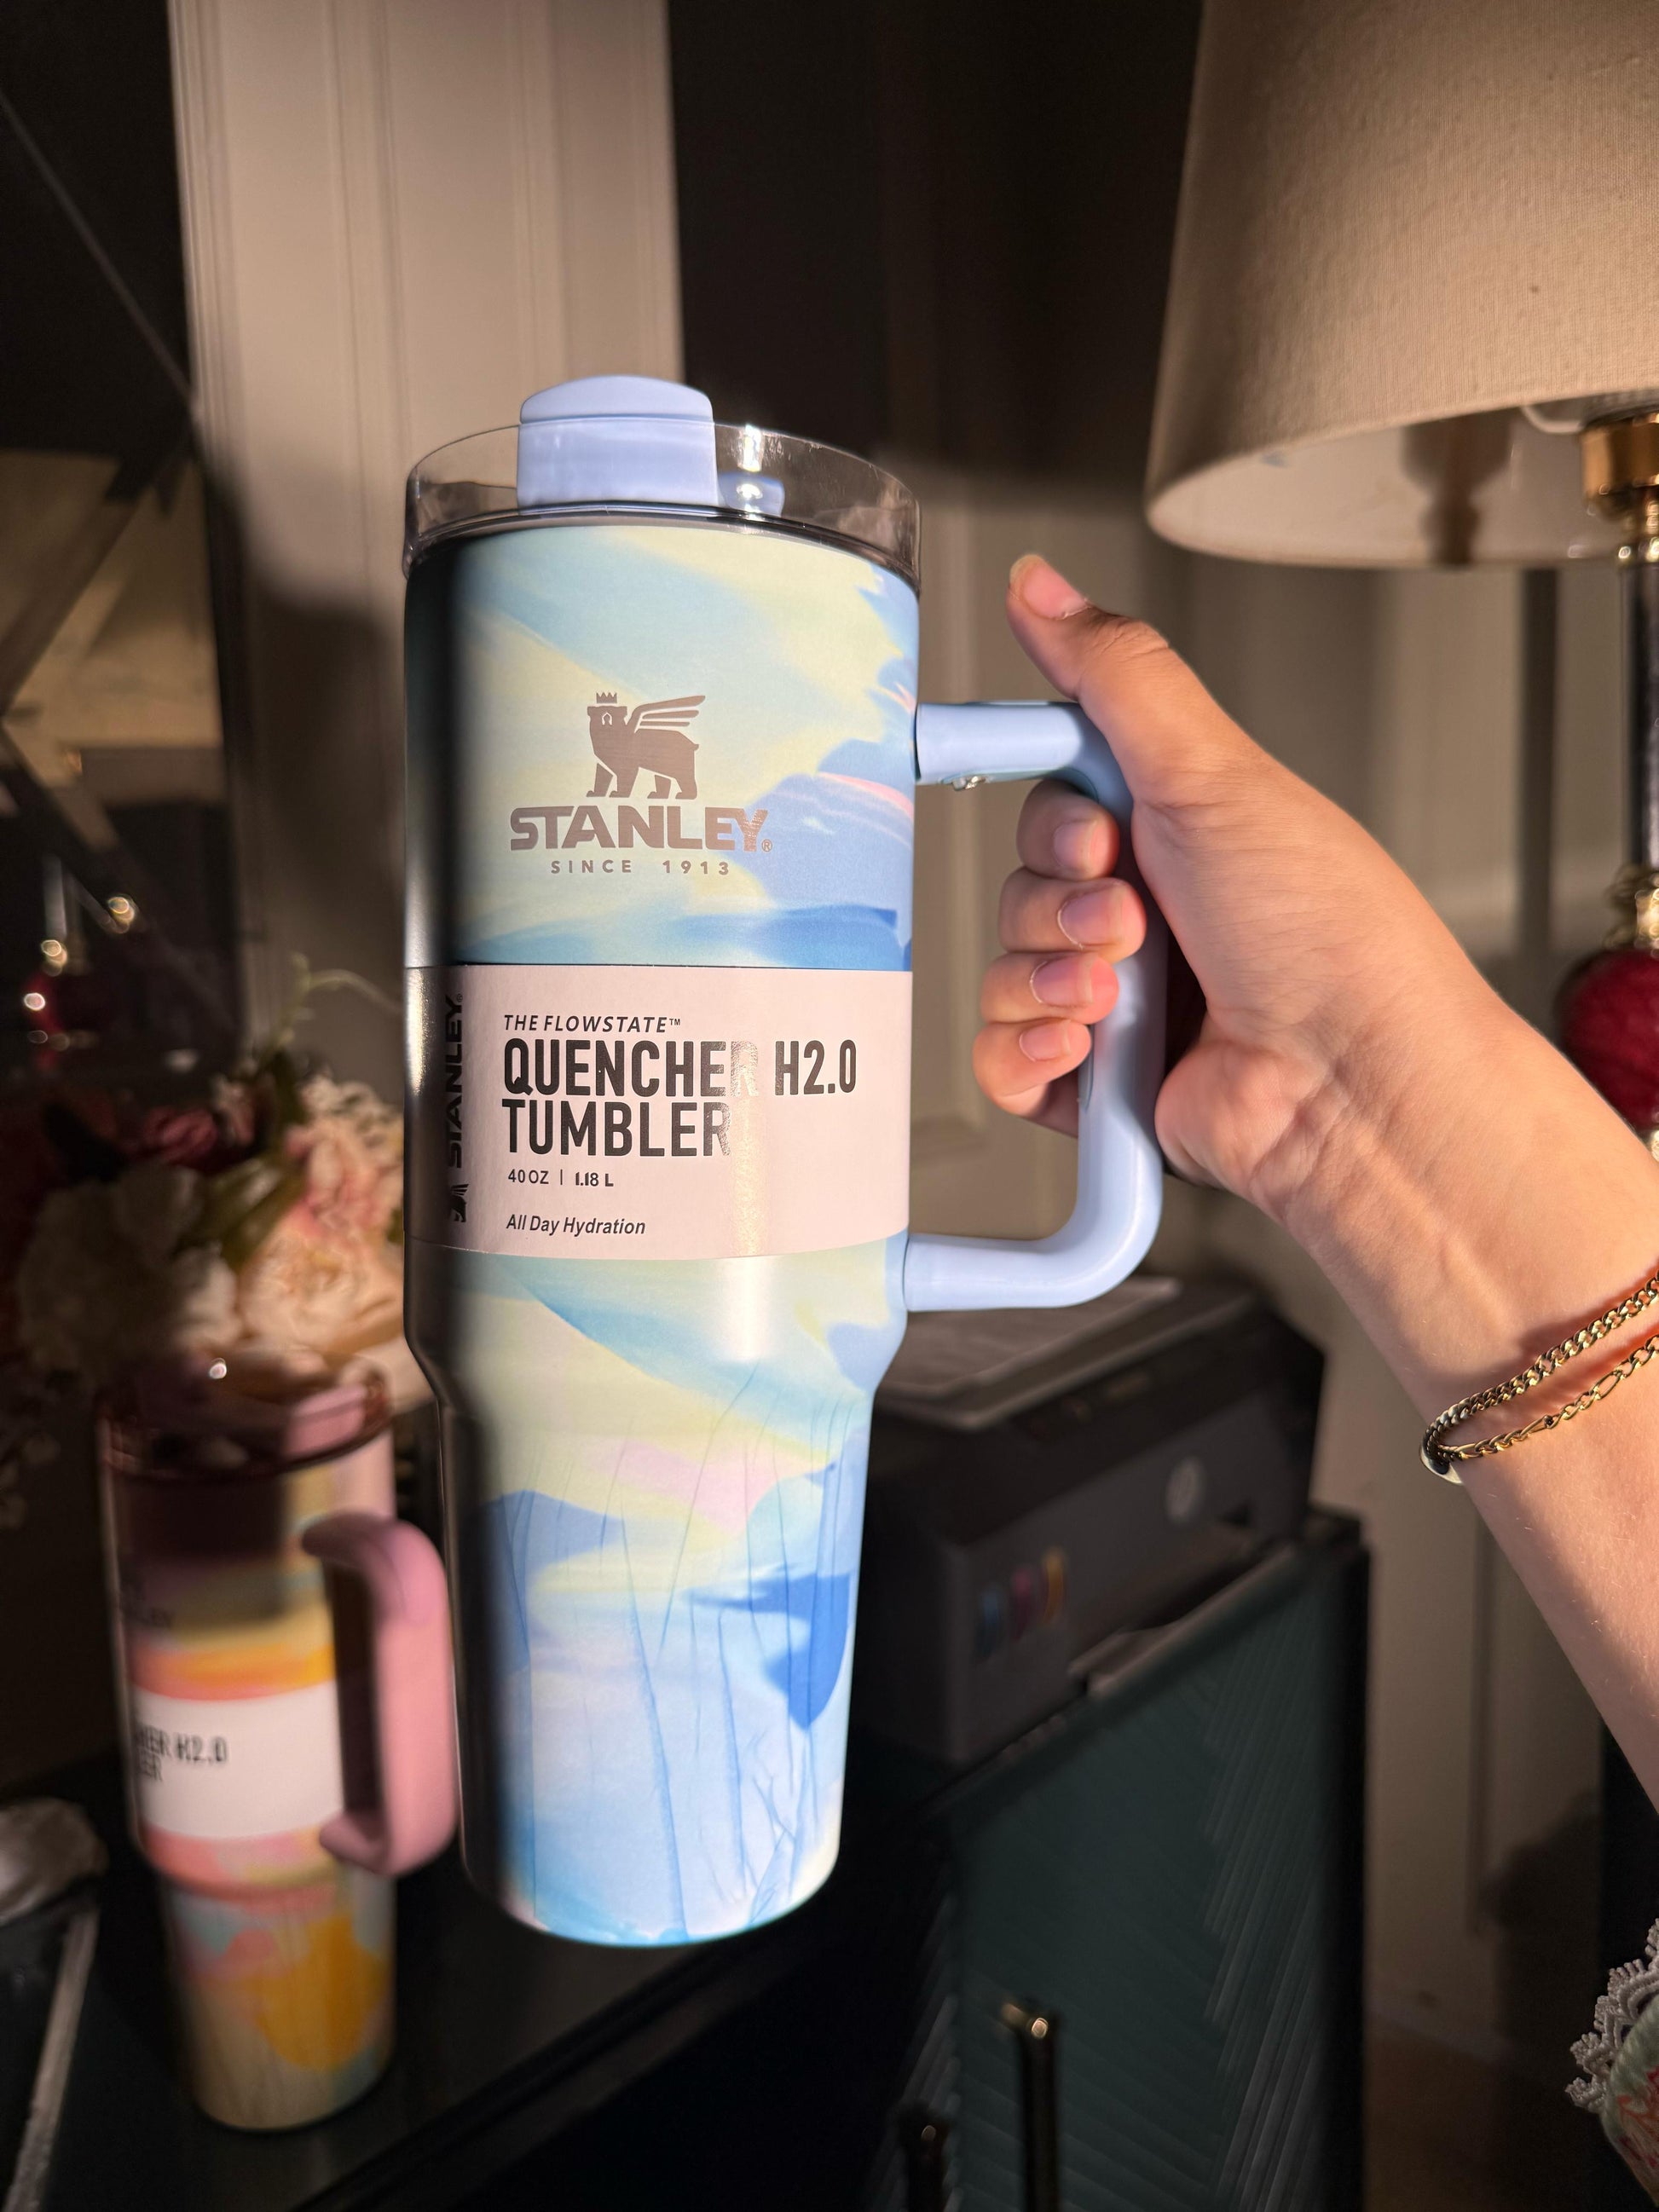 STANLEY®
SINCE 1913
STANLEY®
THE FLOWSTATE™
QUENCHER H2.0
TUMBLER
40 OZ | 1.18 L
All Day Hydration
hp
H2.0